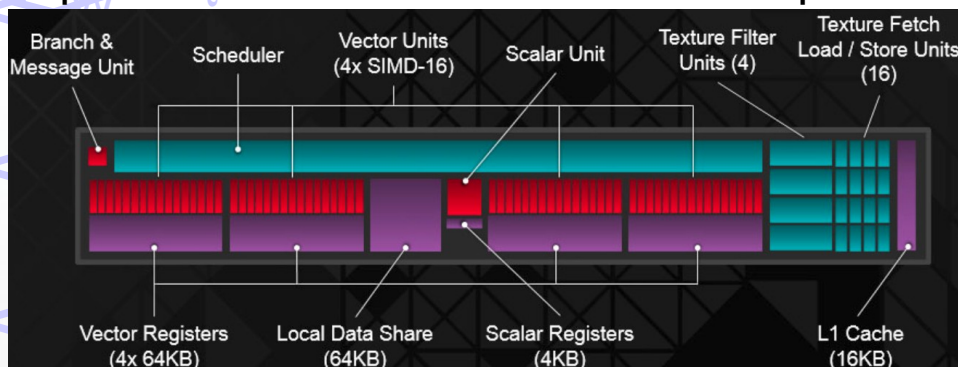 Branch &
Message Unit
Scheduler
Vector Units
(4x SIMD-16)
Scalar Unit
Texture Filter
Units (4)
Texture Fetch
Load / Store Units
(16)
Vector Registers
(4x 64KB)
Local Data Share
(64KB)
Scalar Registers
(4KB)
L1 Cache
(16KB)